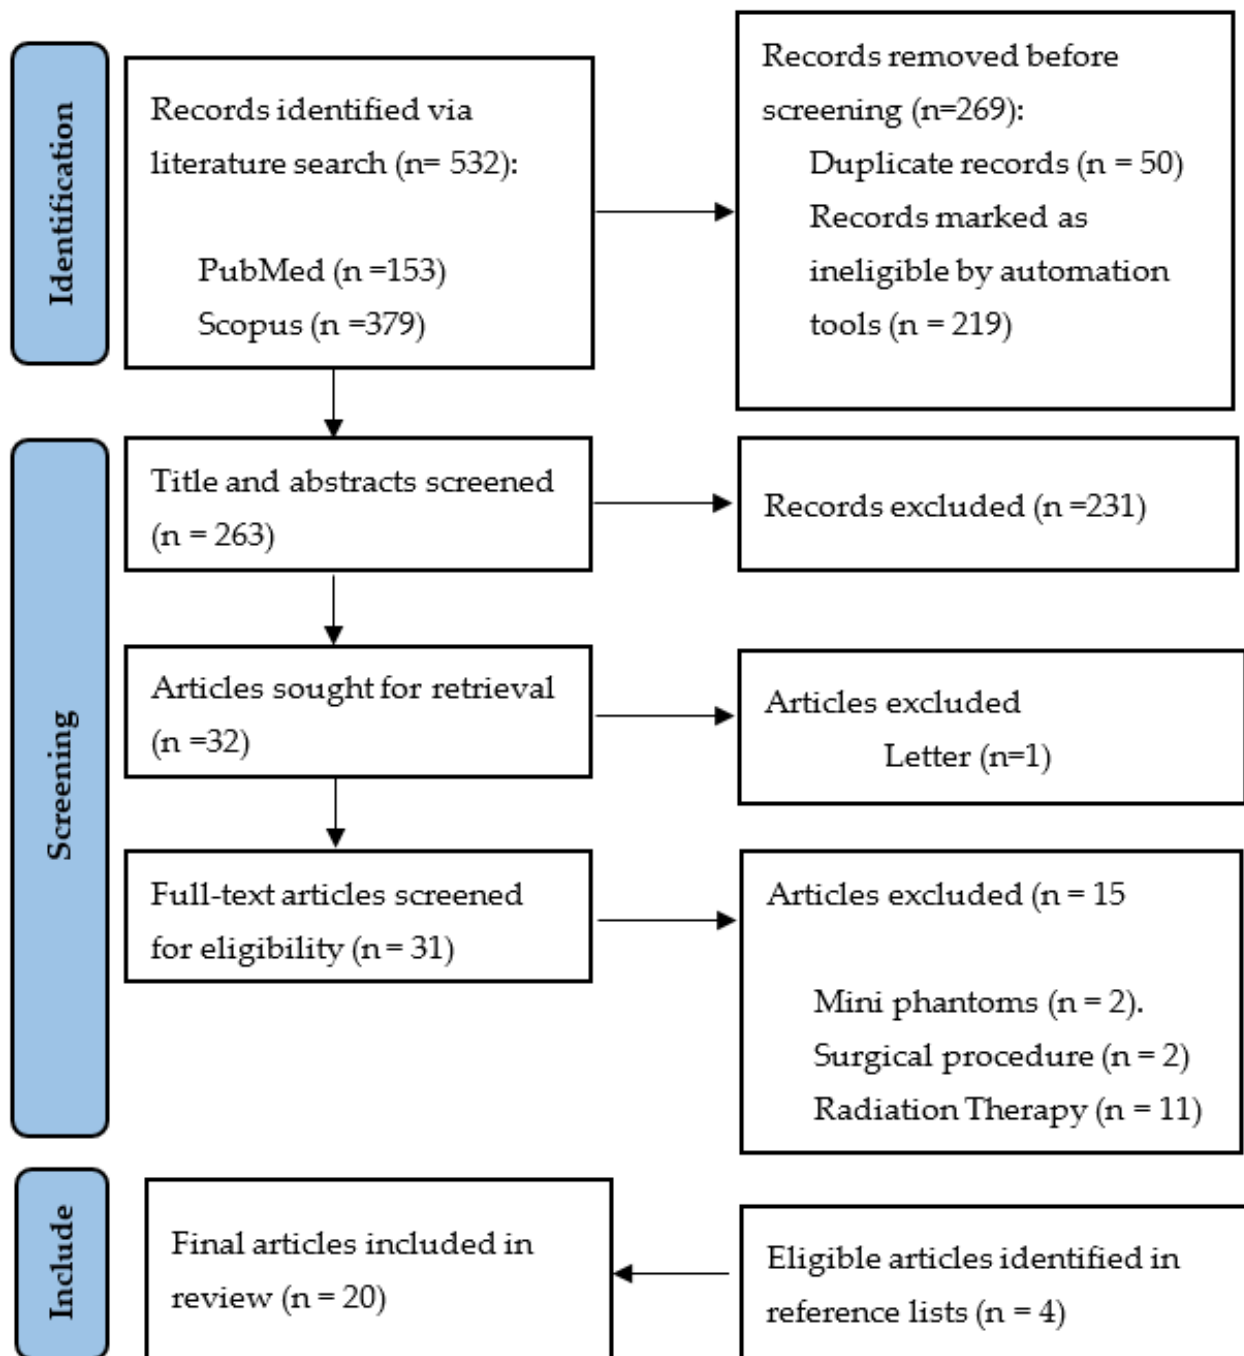 Identification
Records identified via
literature search (n= 532):
PubMed (n =153)
Scopus (n =379)
Records removed before
screening (n=269):
Duplicate records (n = 50)
Records marked as
ineligible by automation
tools (n = 219)
Screening
Title and abstracts screened
(n = 263)
Records excluded (n =231)
Articles sought for retrieval
(n =32)
Articles excluded
Letter (n=1)
Full-text articles screened
for eligibility (n = 31)
Articles excluded (n = 15
Mini phantoms (n = 2).
Surgical procedure (n = 2)
Radiation Therapy (n = 11)
Include
Final articles included in
review (n = 20)
Eligible articles identified in
reference lists (n = 4)